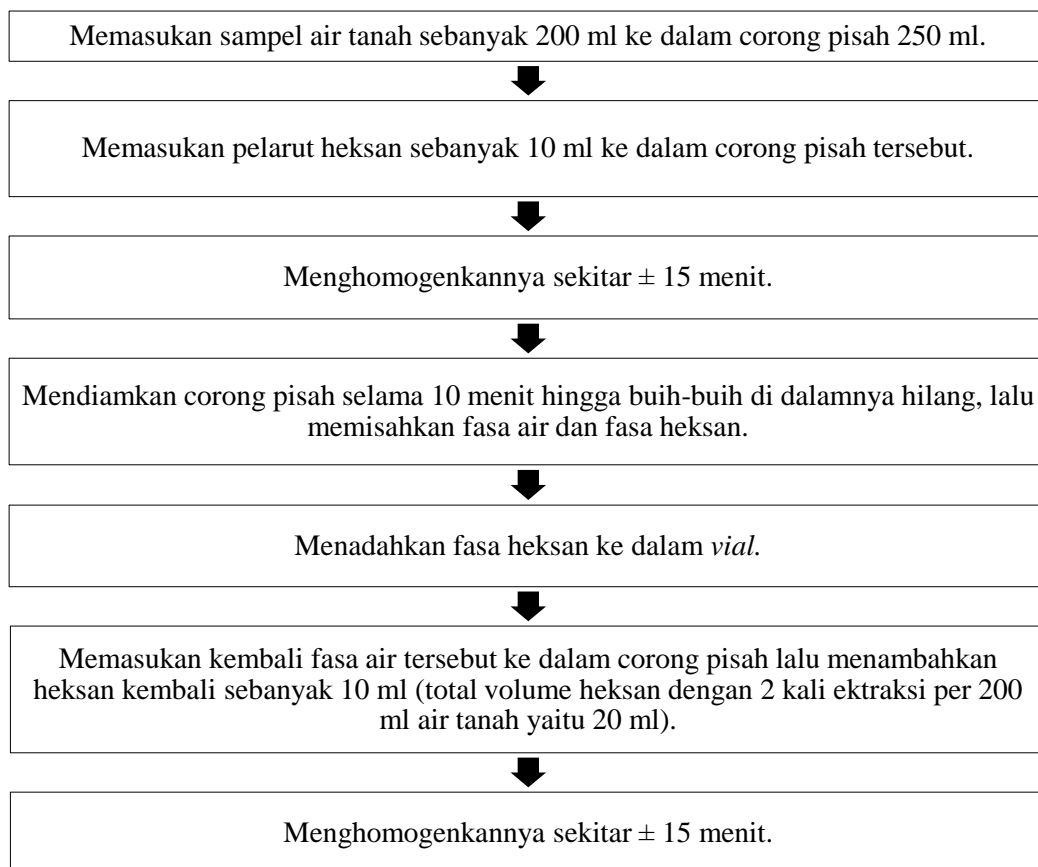 Memasukan sampel air tanah sebanyak 200 ml ke dalam corong pisah 250 ml.
Memasukan pelarut heksan sebanyak 10 ml ke dalam corong pisah tersebut.
Menghomogenkannya sekitar ± 15 menit.
Mendiamkan corong pisah selama 10 menit hingga buih-buih di dalamnya hilang, lalu
memisahkan fasa air dan fasa heksan.
Menadahkan fasa heksan ke dalam vial.
Memasukan kembali fasa air tersebut ke dalam corong pisah lalu menambahkan
heksan kembali sebanyak 10 ml (total volume heksan dengan 2 kali ektraksi per 200
ml air tanah yaitu 20 ml).
Menghomogenkannya sekitar ± 15 menit.